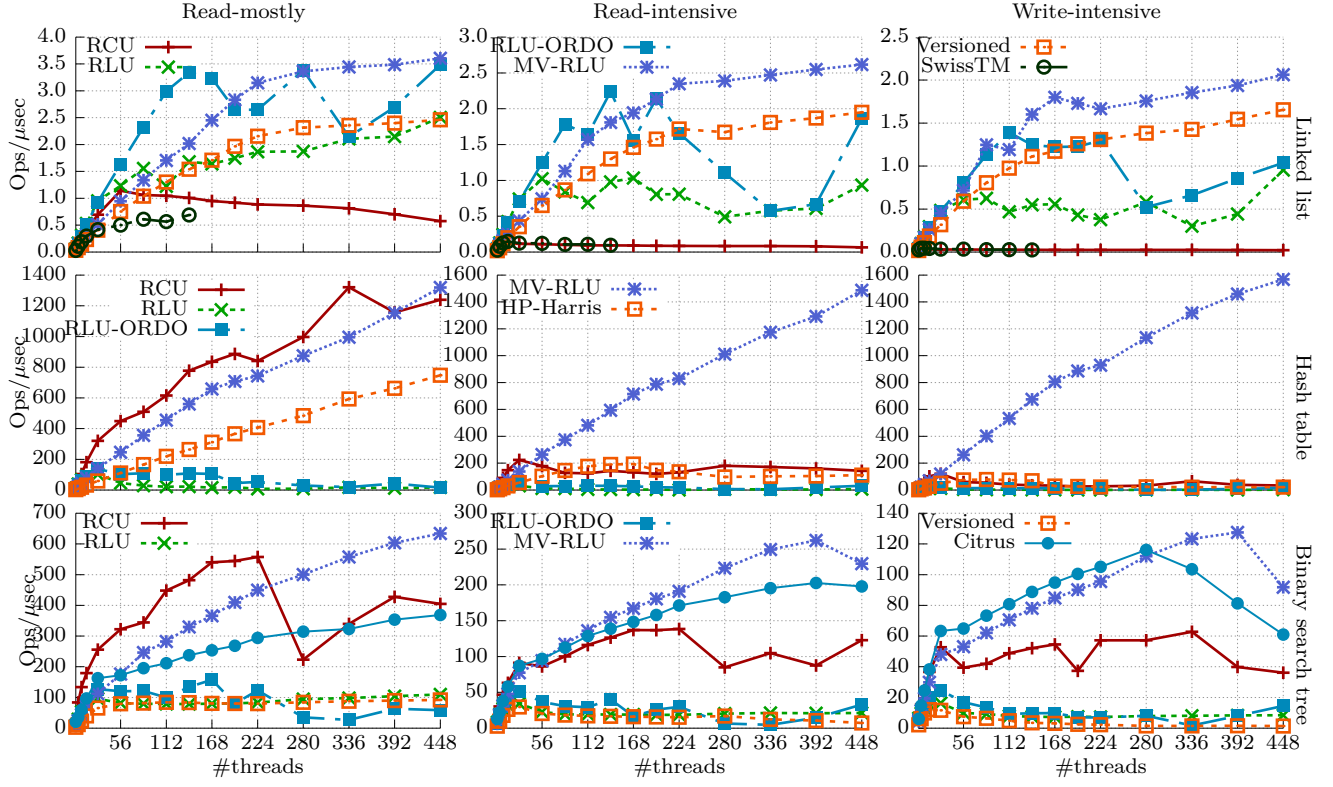 Read-mostly
Read-intensive
Write-intensive
Ops/μsec
4.0
3.5
3.0
2.5
2.0
1.5
1.0
0.5
0.0
RCU
RLU
3.0
2.5
2.0
1.5
1.0
0.5
0.0
RLU-ORDO
MV-RLU
2.5
2.0
1.5
1.0
0.5
0.0
Versioned
SwissTM
Linked list
Ops/μsec
1400
1200
1000
800
600
400
200
0
RCU
RLU
RLU-ORDO
1600
1400
1200
1000
800
600
400
200
0
MV-RLU
HP-Harris
1600
1400
1200
1000
800
600
400
200
0
Hash table
Ops/μsec
700
600
500
400
300
200
100
0
RCU
RLU
56 112 168 224 280 336 392 448
#threads
300
250
200
150
100
50
0
RLU-ORDO
MV-RLU
56 112 168 224 280 336 392 448
#threads
140
120
100
80
60
40
20
0
Versioned
Citrus
56 112 168 224 280 336 392 448
#threads
Binary search tree